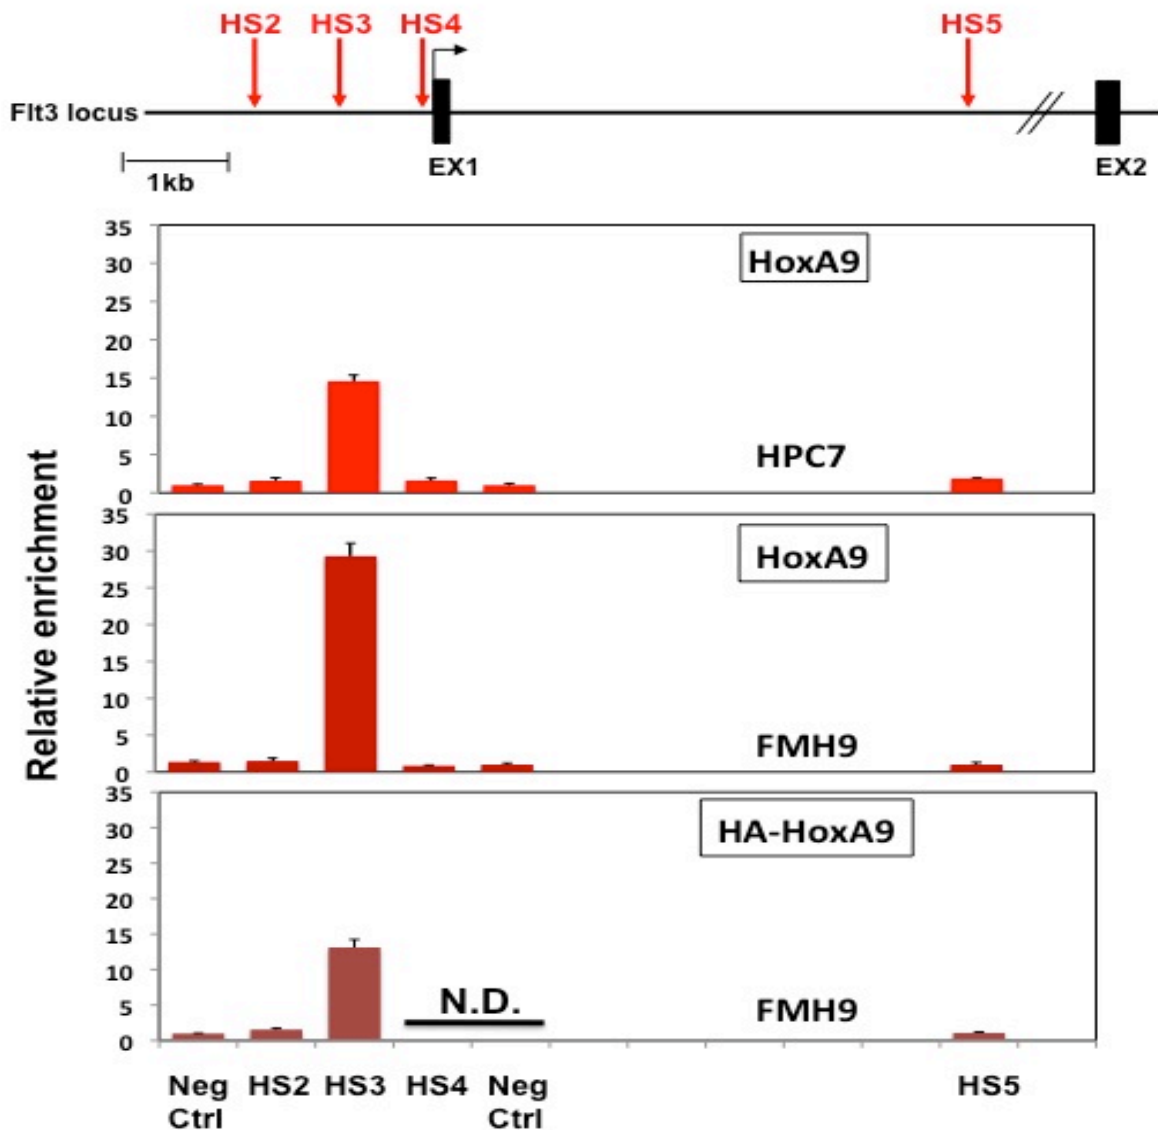 HS2 HS3 HS4 HS5
Flt3 locus
EX1 EX2
1kb
Relative enrichment
35
30
25
20
15
10
5
0
HoxA9
HPC7
35
30
25
20
15
10
5
0
HoxA9
FMH9
35
30
25
20
15
10
5
0
HA-HoxA9
N.D.
FMH9
Neg HS2 HS3 HS4 Neg HS5
Ctrl Ctrl